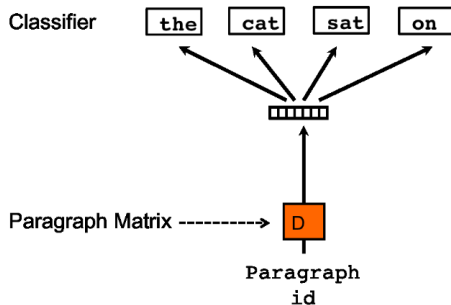 Classifier the cat sat on
Paragraph Matrix D
Paragraph
id